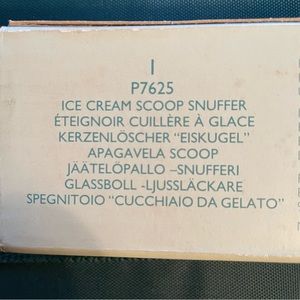 1
P7625
ICE CREAM SCOOP SNUFFER
ÉTEIGNOIR CUILLÈRE À GLACE
KERZENLÖSCHER "EISKUGEL"
APAGAVELA SCOOP
JÄÄTELÖPALLO –SNUFFERI
GLASSBOLL -LJUSSLÄCKARE
SPEGNITOIO "CUCCHIAIO DA GELATO"